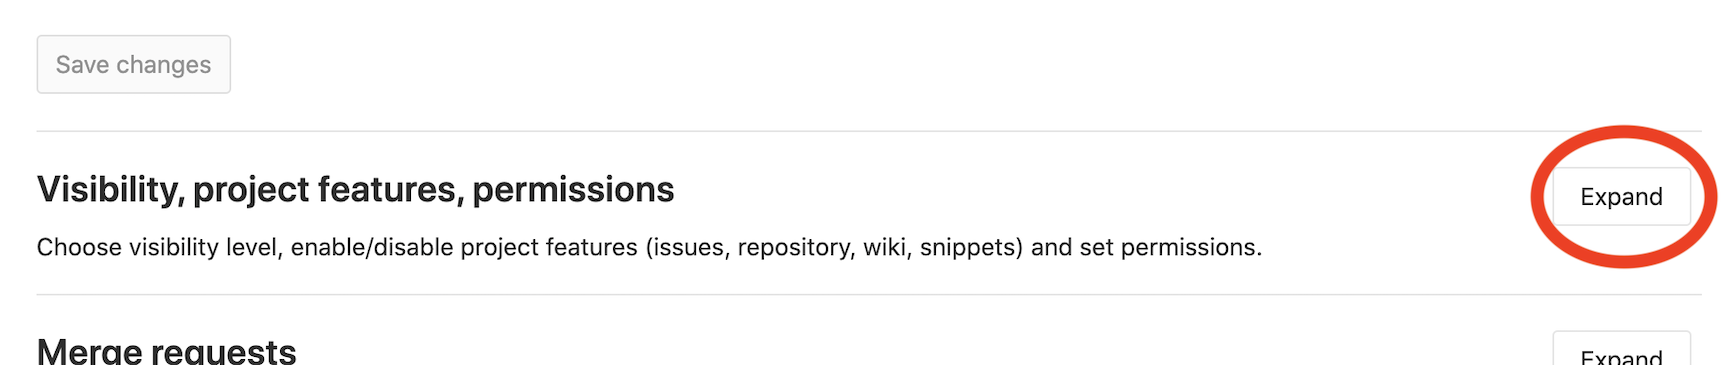 Save changes
Visibility, project features, permissions
Expand
Choose visibility level, enable/disable project features (issues, repository, wiki, snippets) and set permissions.
Merge requests
Expand